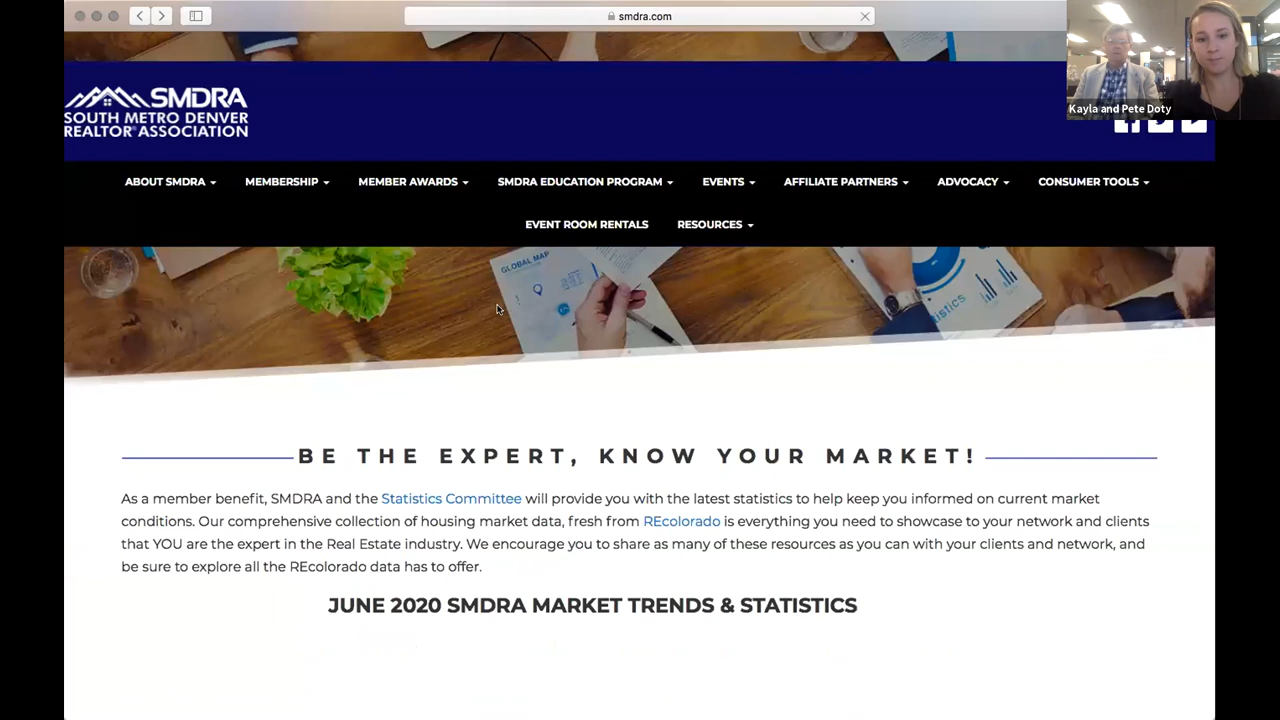 smdra.com
Kayla and Pete Doty
SMDRA
SOUTH METRO DENVER
REALTOR® ASSOCIATION
ABOUT SMDRA MEMBERSHIP MEMBER AWARDS SMDRA EDUCATION PROGRAM EVENTS AFFILIATE PARTNERS ADVOCACY CONSUMER TOOLS
EVENT ROOM RENTALS RESOURCES
GLOBAL MAP
BE THE EXPERT, KNOW YOUR MARKET!
As a member benefit, SMDRA and the Statistics Committee will provide you with the latest statistics to help keep you informed on current market
conditions. Our comprehensive collection of housing market data, fresh from REcolorado is everything you need to showcase to your network and clients
that YOU are the expert in the Real Estate industry. We encourage you to share as many of these resources as you can with your clients and network, and
be sure to explore all the REcolorado data has to offer.
JUNE 2020 SMDRA MARKET TRENDS & STATISTICS